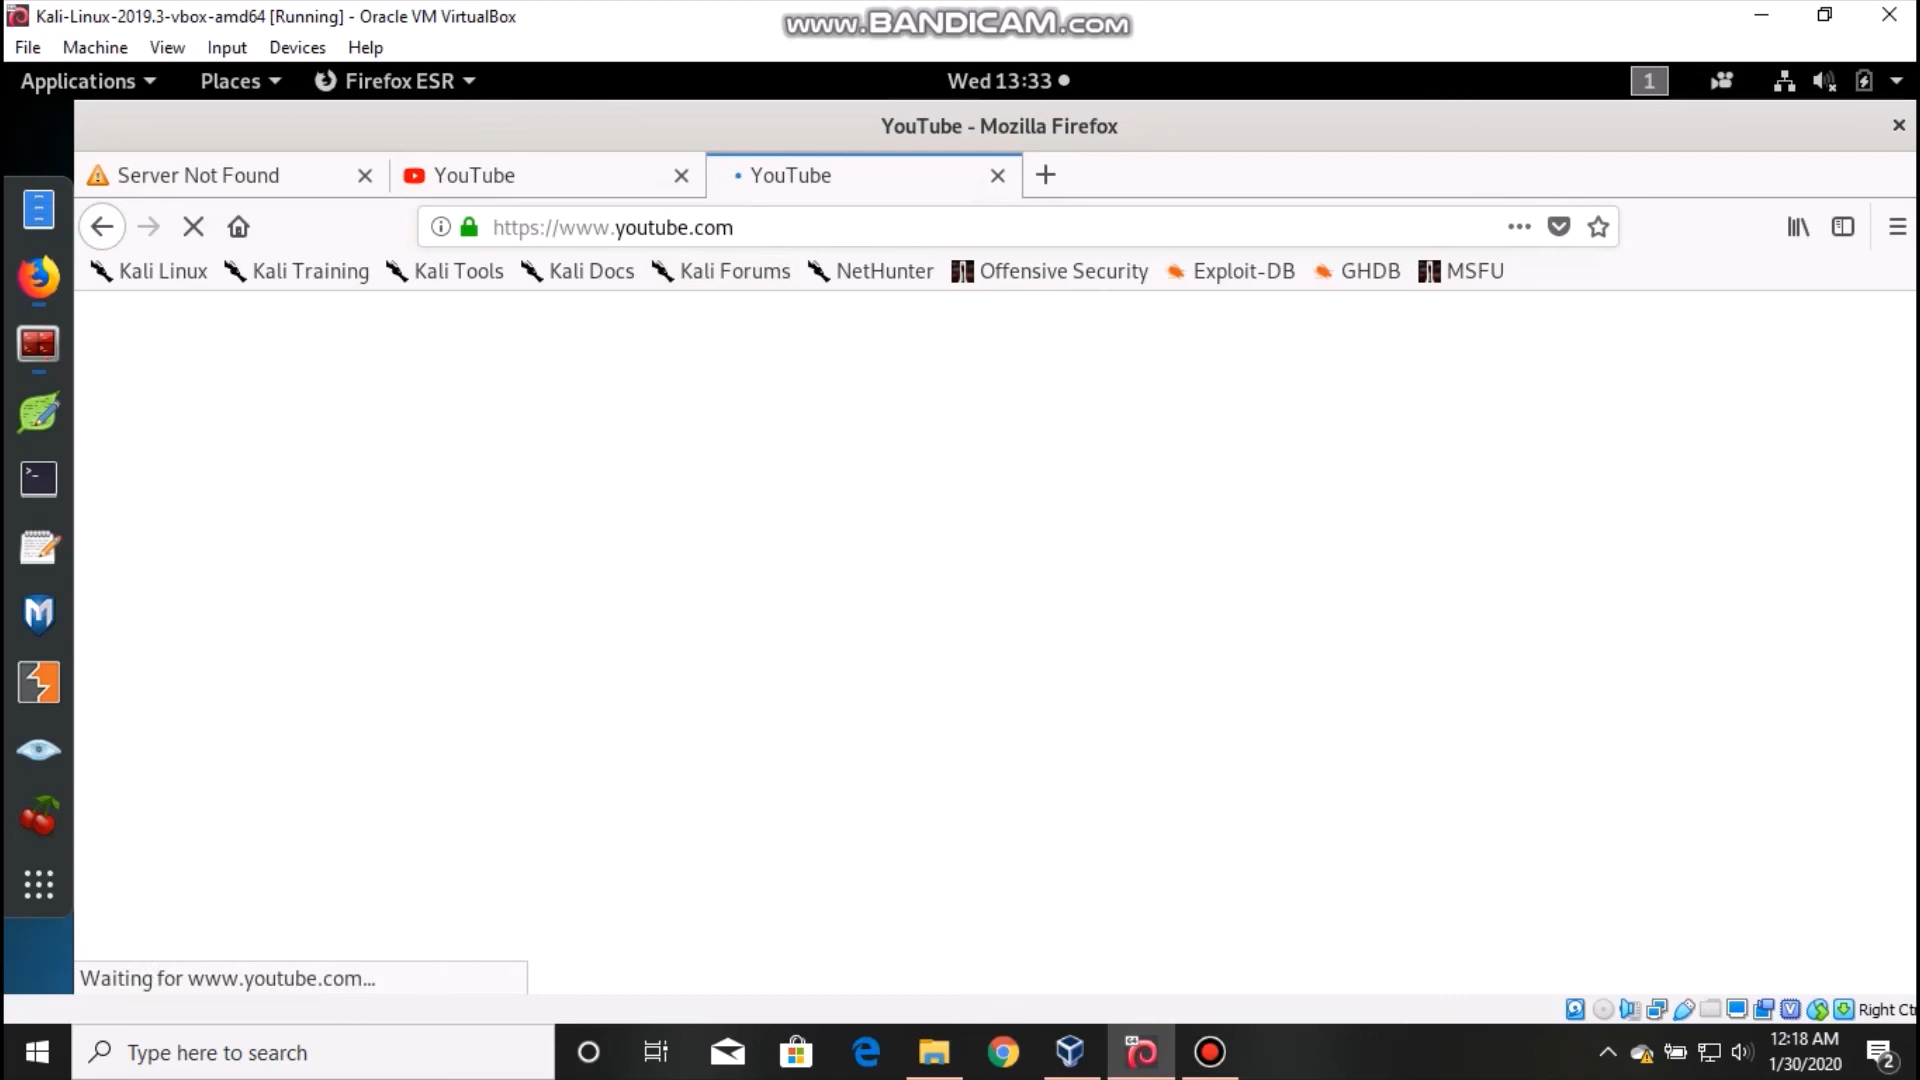 Kali-Linux-2019.3-vbox-amd64 [Running] - Oracle VM VirtualBox
www.BANDICAM.com
File Machine View Input Devices Help
Applications Places Firefox ESR Wed 13:33 1
YouTube - Mozilla Firefox
Server Not Found YouTube YouTube
https://www.youtube.com
Kali Linux Kali Training Kali Tools Kali Docs Kali Forums NetHunter Offensive Security Exploit-DB GHDB MSFU
Waiting for www.youtube.com...
Right Ct
Type here to search
12:18 AM
1/30/2020
2